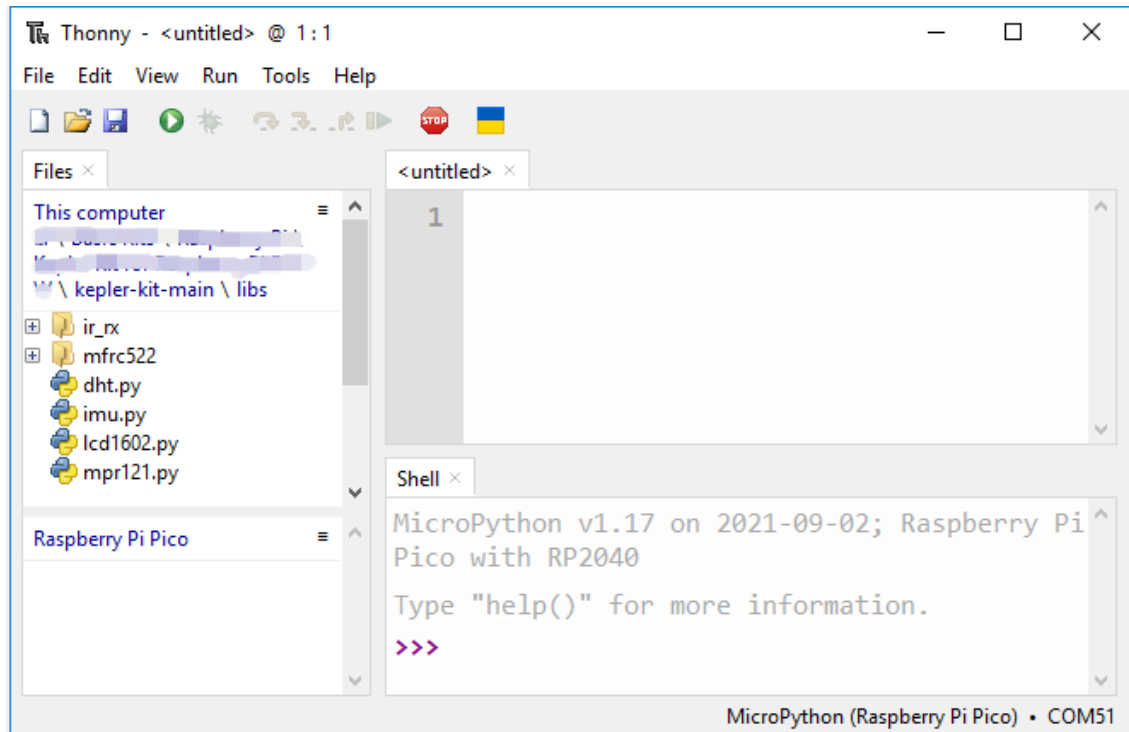 Thonny - <untitled> @ 1:1
File Edit View Run Tools Help
STOP
Files
<untitled>
This computer
\ kepler-kit-main \ libs
ir_rx
mfrc522
dht.py
imu.py
lcd1602.py
mpr121.py
Raspberry Pi Pico
1
Shell
MicroPython v1.17 on 2021-09-02; Raspberry Pi
Pico with RP2040
Type "help()" for more information.
>>>
MicroPython (Raspberry Pi Pico) • COM51